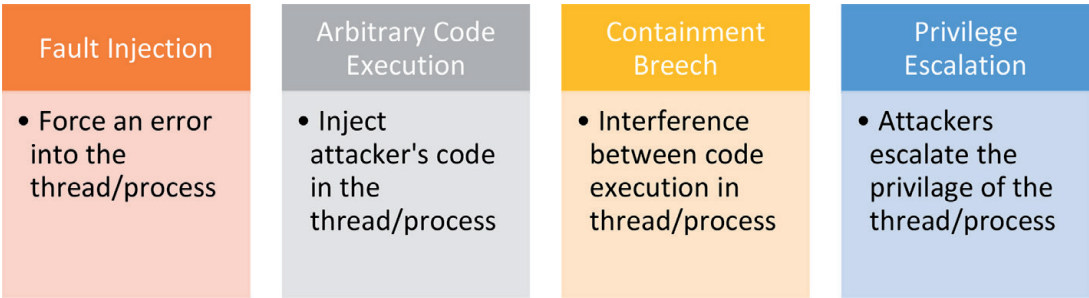 Fault Injection
• Force an error
into the
thread/process
Arbitrary Code
Execution
• Inject
attacker's code
in the
thread/process
Containment
Breech
• Interference
between code
execution in
thread/process
Privilege
Escalation
• Attackers
escalate the
privilage of the
thread/process